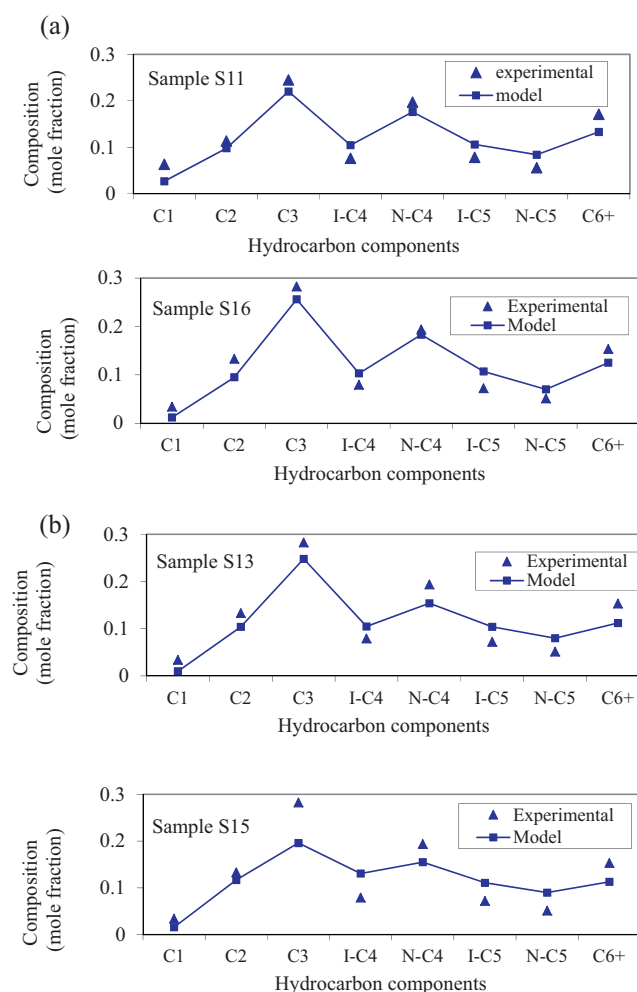 (a)
0.3
0.2
0.1
0
Composition
(mole fraction)
Sample S11
experimental
model
C1 C2 C3 I-C4 N-C4 I-C5 N-C5 C6+
Hydrocarbon components
0.3
0.2
0.1
0
Composition
(mole fraction)
Sample S16
Experimental
Model
C1 C2 C3 I-C4 N-C4 I-C5 N-C5 C6+
Hydrocarbon components
(b)
0.3
0.2
0.1
0
Composition
(mole fraction)
Sample S13
Experimental
Model
C1 C2 C3 I-C4 N-C4 I-C5 N-C5 C6+
Hydrocarbon components
0.3
0.2
0.1
0
Composition
(mole fraction)
Sample S15
Experimental
Model
C1 C2 C3 I-C4 N-C4 I-C5 N-C5 C6+
Hydrocarbon components